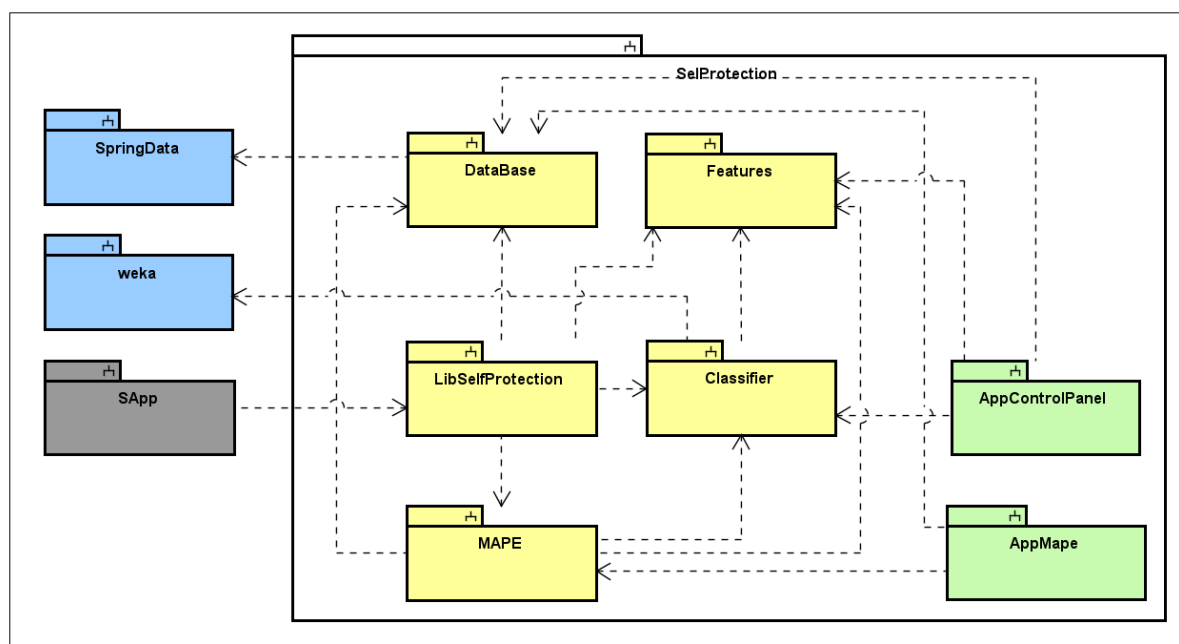 SelProtection
SpringData
DataBase
Features
weka
SApp
LibSelfProtection
Classifier
AppControlPanel
MAPE
AppMape